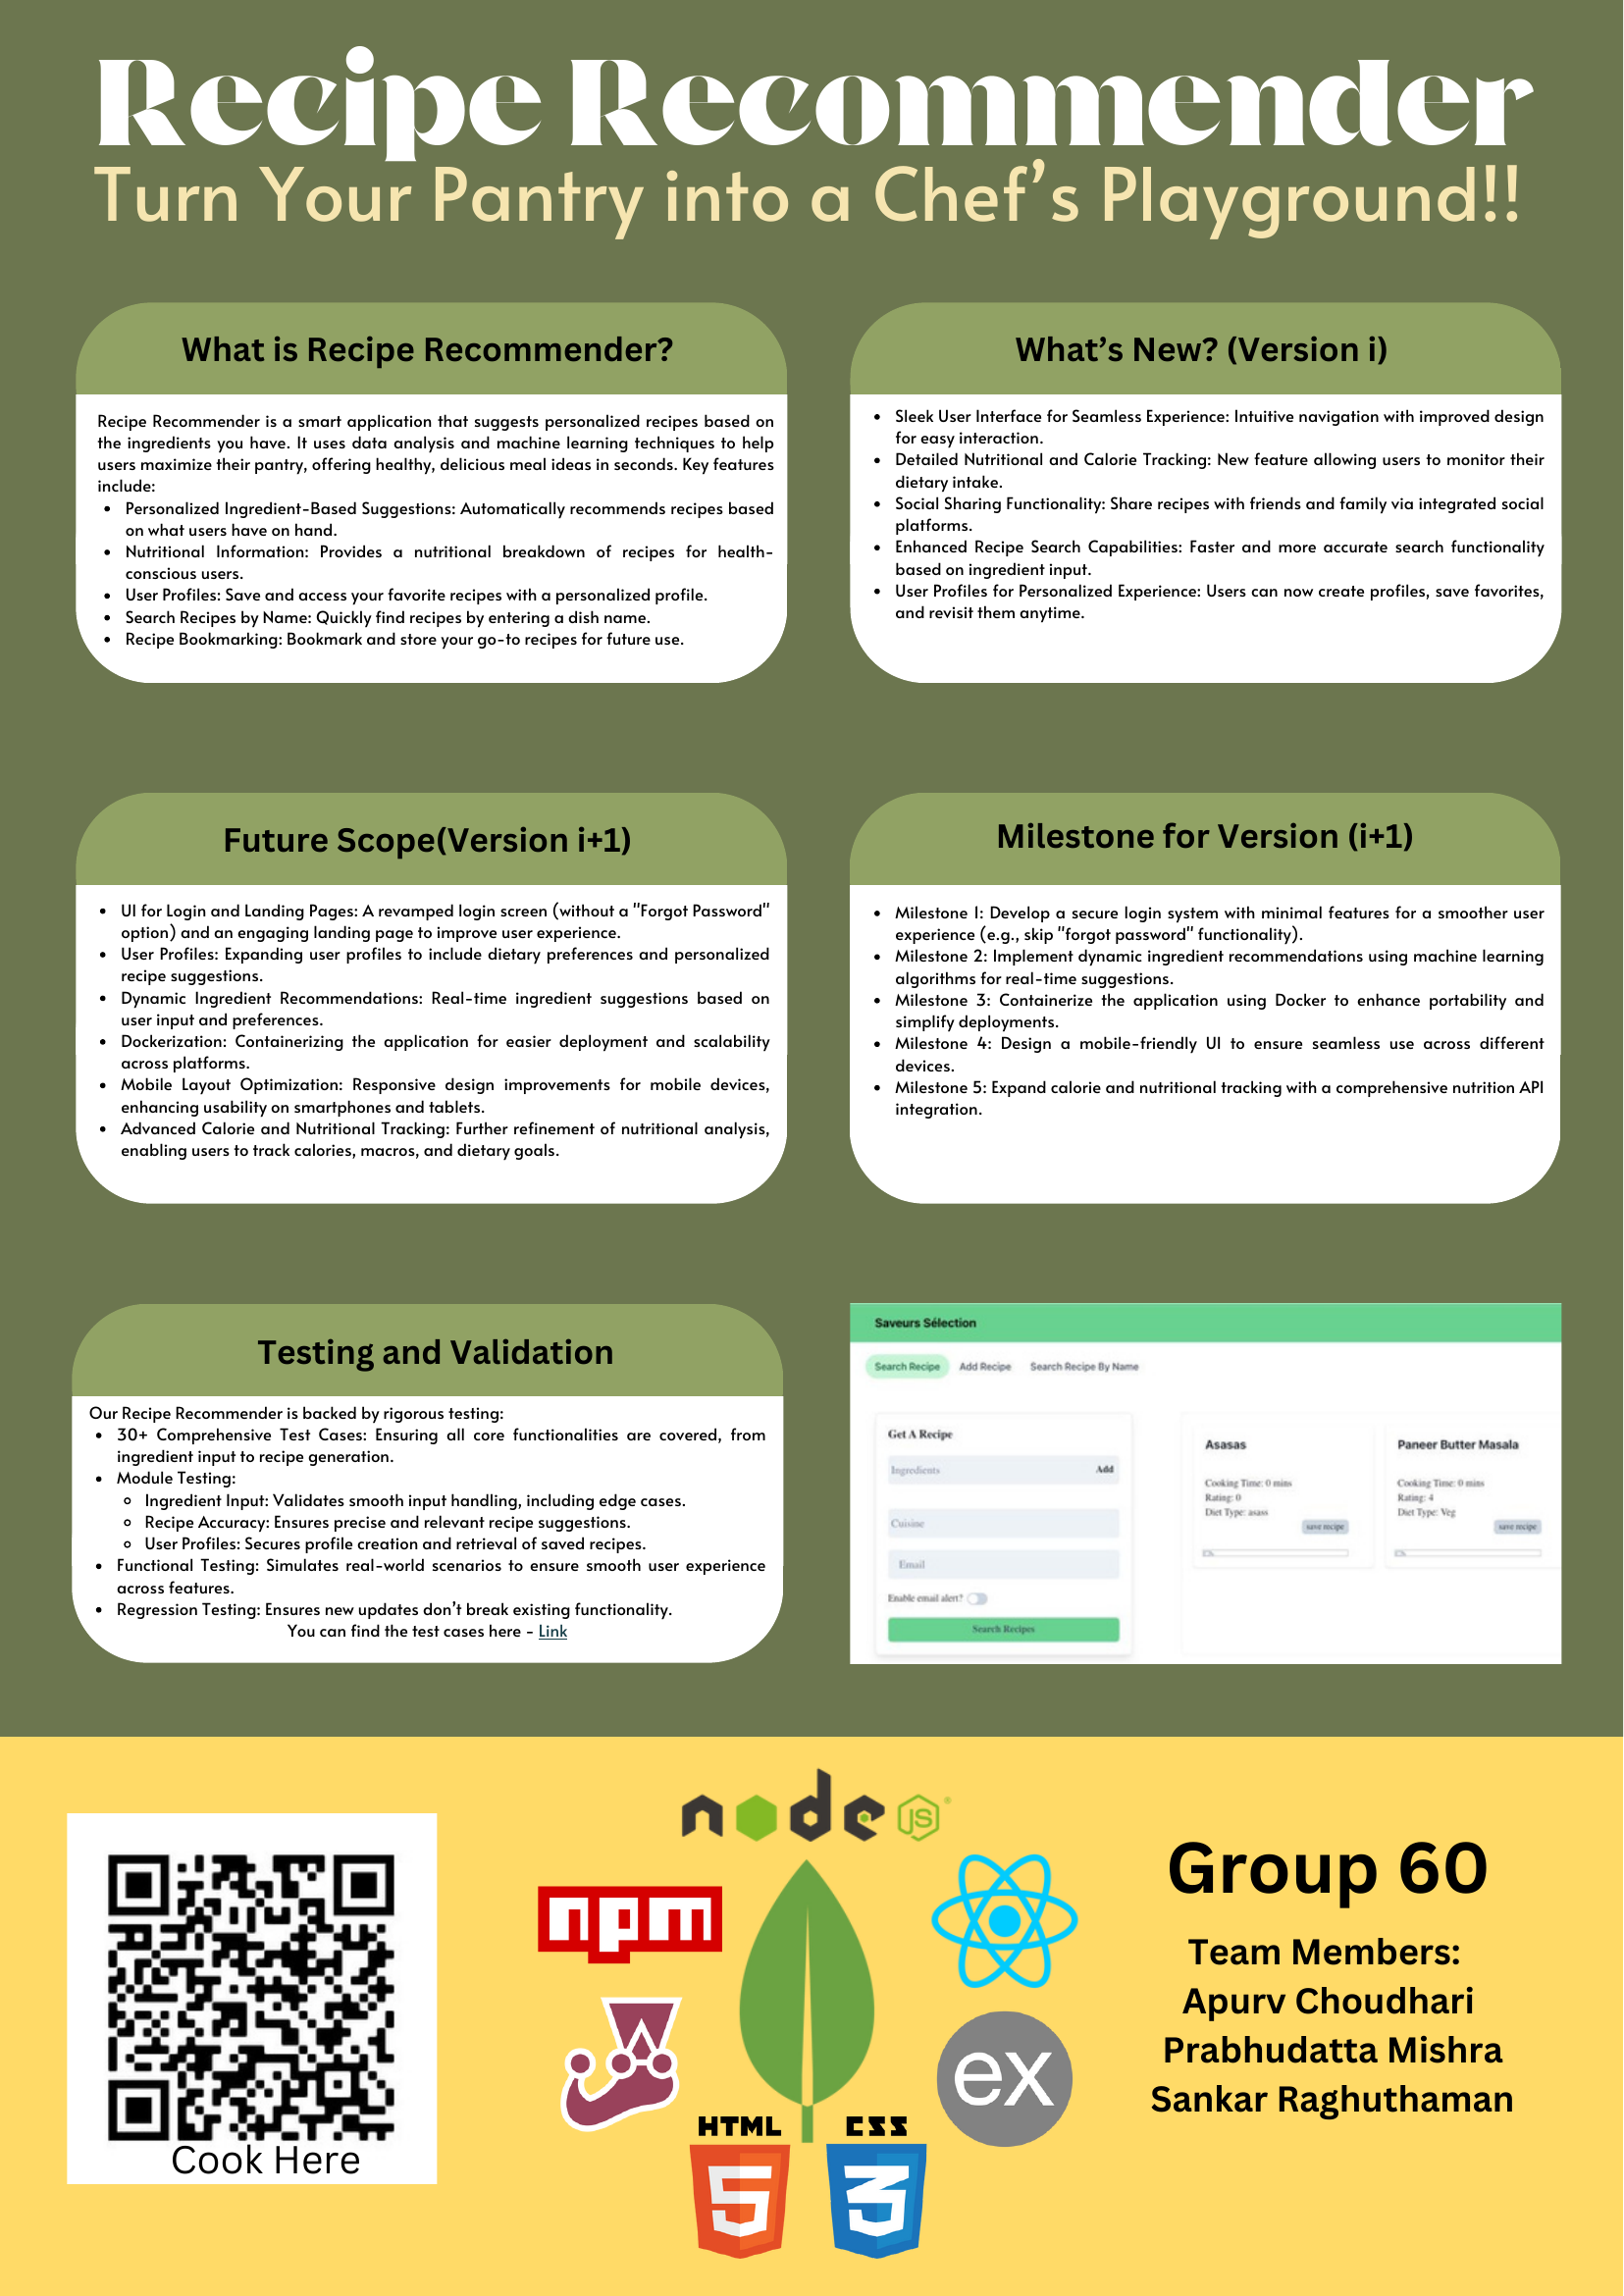 Recipe Recommender
Turn Your Pantry into a Chef’s Playground!!
What is Recipe Recommender?
Recipe Recommender is a smart application that suggests personalized recipes based on
the ingredients you have. It uses data analysis and machine learning techniques to help
users maximize their pantry, offering healthy, delicious meal ideas in seconds. Key features
include:
• Personalized Ingredient-Based Suggestions: Automatically recommends recipes based
on what users have on hand.
• Nutritional Information: Provides a nutritional breakdown of recipes for health-
conscious users.
• User Profiles: Save and access your favorite recipes with a personalized profile.
• Search Recipes by Name: Quickly find recipes by entering a dish name.
• Recipe Bookmarking: Bookmark and store your go-to recipes for future use.
What’s New? (Version i)
• Sleek User Interface for Seamless Experience: Intuitive navigation with improved design
for easy interaction.
• Detailed Nutritional and Calorie Tracking: New feature allowing users to monitor their
dietary intake.
• Social Sharing Functionality: Share recipes with friends and family via integrated social
platforms.
• Enhanced Recipe Search Capabilities: Faster and more accurate search functionality
based on ingredient input.
• User Profiles for Personalized Experience: Users can now create profiles, save favorites,
and revisit them anytime.
Future Scope(Version i+1)
• UI for Login and Landing Pages: A revamped login screen (without a "Forgot Password"
option) and an engaging landing page to improve user experience.
• User Profiles: Expanding user profiles to include dietary preferences and personalized
recipe suggestions.
• Dynamic Ingredient Recommendations: Real-time ingredient suggestions based on
user input and preferences.
• Dockerization: Containerizing the application for easier deployment and scalability
across platforms.
• Mobile Layout Optimization: Responsive design improvements for mobile devices,
enhancing usability on smartphones and tablets.
• Advanced Calorie and Nutritional Tracking: Further refinement of nutritional analysis,
enabling users to track calories, macros, and dietary goals.
Milestone for Version (i+1)
• Milestone 1: Develop a secure login system with minimal features for a smoother user
experience (e.g., skip "forgot password" functionality).
• Milestone 2: Implement dynamic ingredient recommendations using machine learning
algorithms for real-time suggestions.
• Milestone 3: Containerize the application using Docker to enhance portability and
simplify deployments.
• Milestone 4: Design a mobile-friendly UI to ensure seamless use across different
devices.
• Milestone 5: Expand calorie and nutritional tracking with a comprehensive nutrition API
integration.
Testing and Validation
Our Recipe Recommender is backed by rigorous testing:
• 30+ Comprehensive Test Cases: Ensuring all core functionalities are covered, from
ingredient input to recipe generation.
• Module Testing:
◦ Ingredient Input: Validates smooth input handling, including edge cases.
◦ Recipe Accuracy: Ensures precise and relevant recipe suggestions.
◦ User Profiles: Secures profile creation and retrieval of saved recipes.
• Functional Testing: Simulates real-world scenarios to ensure smooth user experience
across features.
• Regression Testing: Ensures new updates don’t break existing functionality.
You can find the test cases here - Link
Saveurs Sélection
Search Recipe Add Recipe Search Recipe By Name
Get A Recipe
Ingredients Add
Cuisine
Email
Enable email alert?
Search Recipes
Asasas
Cooking Time: 0 mins
Rating: 0
Diet Type: asass
save recipe
Paneer Butter Masala
Cooking Time: 0 mins
Rating: 4
Diet Type: Veg
save recipe
Cook Here
node JS ®
npm
ex
HTML
5
CSS
3
Group 60
Team Members:
Apurv Choudhari
Prabhudatta Mishra
Sankar Raghuthaman